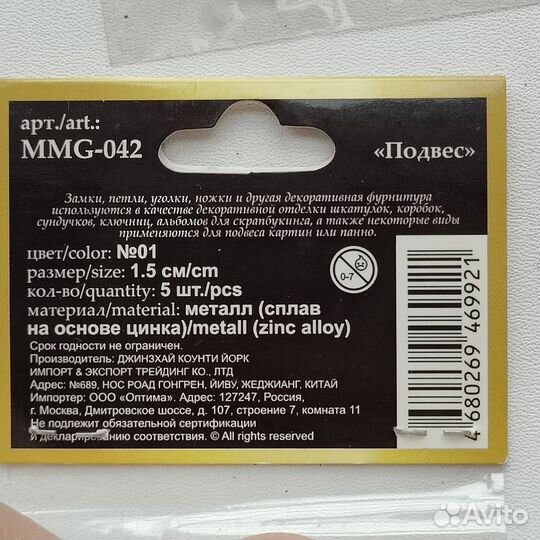 арт./art.:
MMG-042
«Подвес»
Замки, петли, уголки, ножки и другая декоративная фурнитура
используются в качестве декоративной отделки шкатулок, коробок,
сундучков, ключниц, альбомов для скрапбукинга, а также некоторые виды
применяются для подвеса картин или панно.
цвет/color: №01
размер/size: 1.5 см/cm
кол-во/quantity: 5 шт./pcs
материал/material: металл (сплав
на основе цинка)/metall (zinc alloy)
0-7
Срок годности не ограничен.
Производитель: ДЖИНЗХАЙ КОУНТИ ЙОРК
ИМПОРТ & ЭКСПОРТ ТРЕЙДИНГ КО., ЛТД
Адрес: №689, НОС РОАД ГОНГРЕН, ЙИВУ, ЖЕДЖИАНГ, КИТАЙ
Импортер: ООО «Оптима». Адрес: 127247, Россия,
г. Москва, Дмитровское шоссе, д. 107, строение 7, комната 11
Не подлежит обязательной сертификации
и декларированию соответствия. © All rights reserved
4 680269 469921
Avito